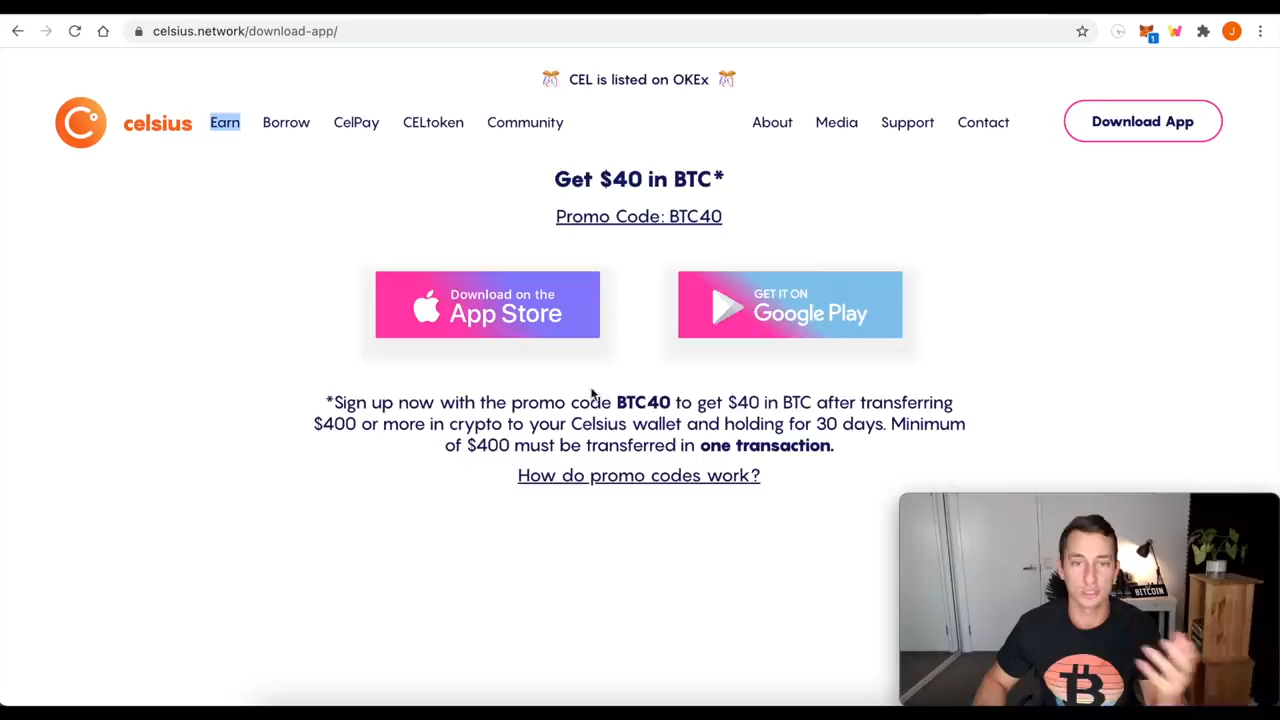 celsius.network/download-app/
J
1
CEL is listed on OKEx
celsius
Earn
Borrow
CelPay
CELtoken
Community
About
Media
Support
Contact
Download App
Get $40 in BTC*
Promo Code: BTC40
Download on the
App Store
GET IT ON
Google Play
*Sign up now with the promo code BTC40 to get $40 in BTC after transferring
$400 or more in crypto to your Celsius wallet and holding for 30 days. Minimum
of $400 must be transferred in one transaction.
How do promo codes work?
BITCOIN